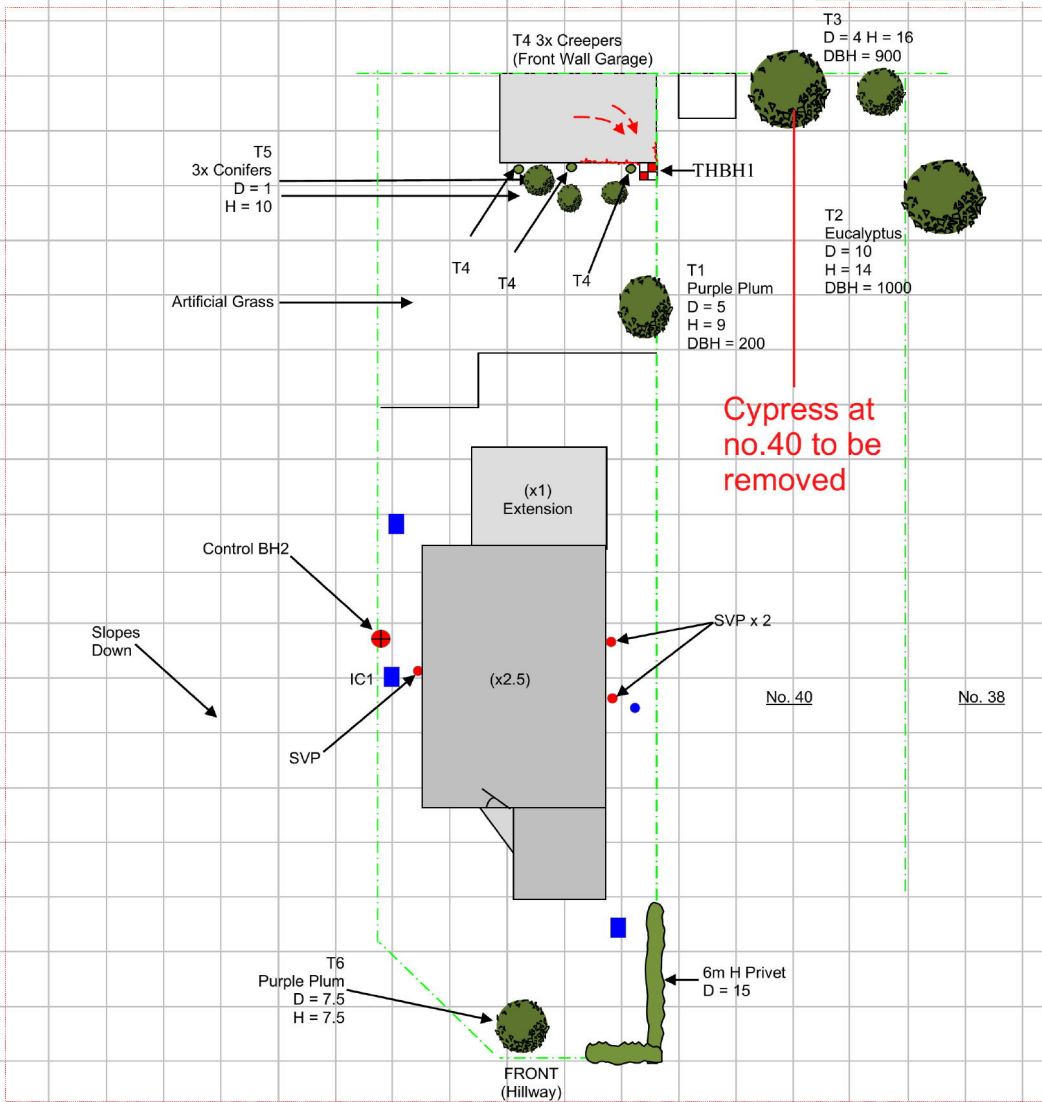 T4 3x Creepers
(Front Wall Garage)
T3
D = 4 H = 16
DBH = 900
T5
3x Conifers
D = 1
H = 10
THBH1
T4
T4
T4
T2
Eucalyptus
D = 10
H = 14
DBH = 1000
T1
Purple Plum
D = 5
H = 9
DBH = 200
Artificial Grass
Cypress at
no.40 to be
removed
(x1)
Extension
Control BH2
Slopes
Down
SVP x 2
IC1
(x2.5)
No. 40
No. 38
SVP
T6
Purple Plum
D = 7.5
H = 7.5
6m H Privet
D = 15
FRONT
(Hillway)